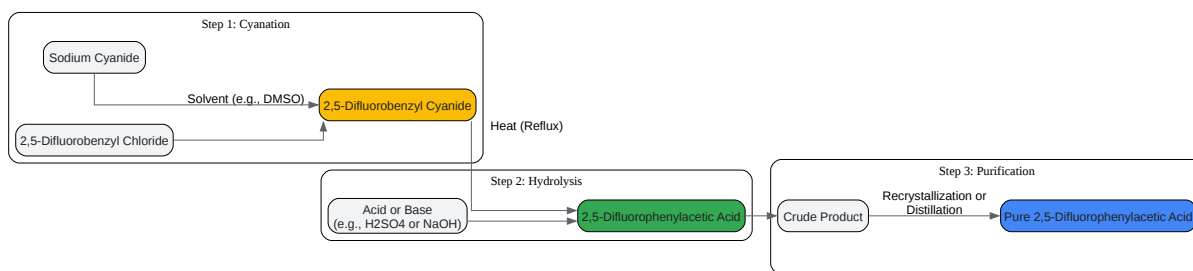 Step 1: Cyanation
Sodium Cyanide
Solvent (e.g., DMSO)
2,5-Difluorobenzyl Cyanide
2,5-Difluorobenzyl Chloride
Heat (Reflux)
Step 2: Hydrolysis
Acid or Base
(e.g., H2SO4 or NaOH)
2,5-Difluorophenylacetic Acid
Step 3: Purification
Crude Product
Recrystallization or
Distillation
Pure 2,5-Difluorophenylacetic Acid